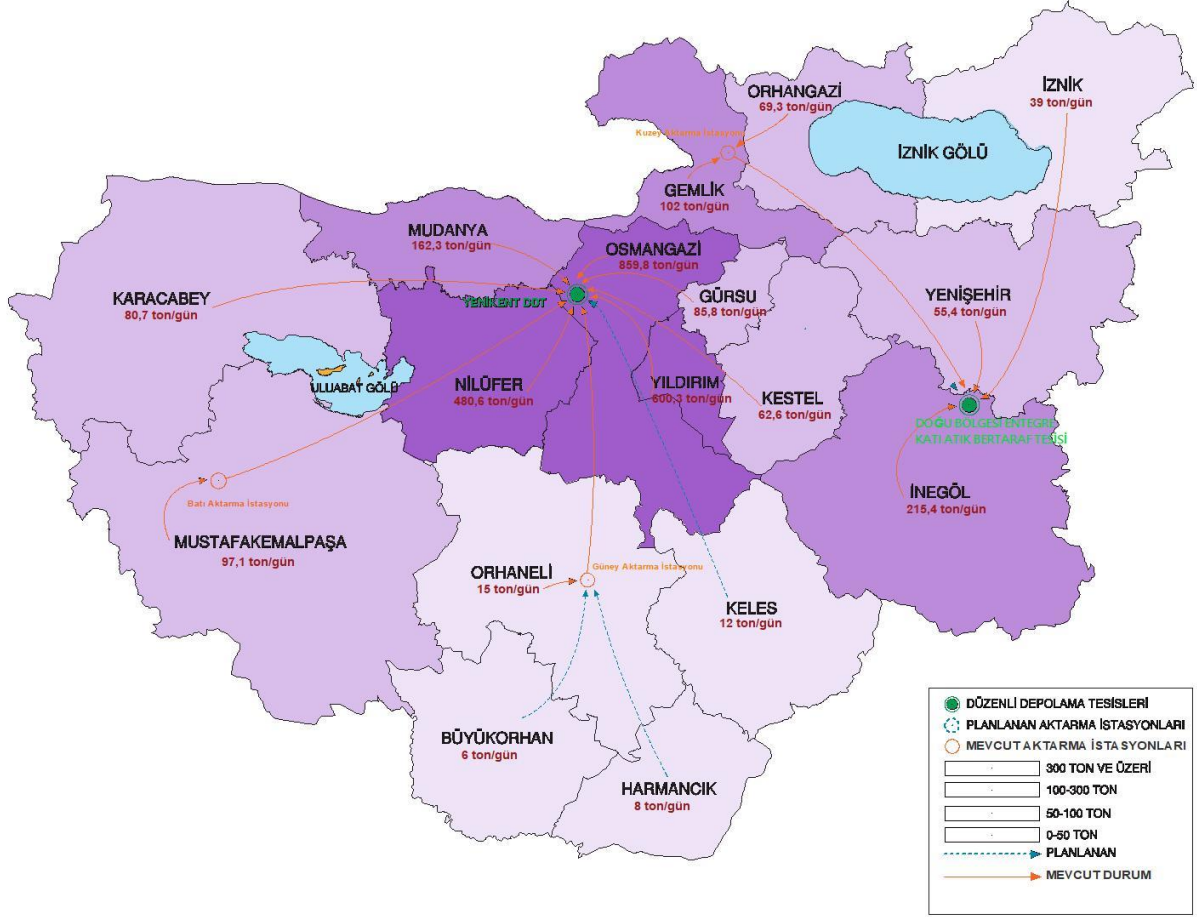 ORHANGAZİ
69,3 ton/gün
İZNİK
39 ton/gün
Kuzey Aktarma İstasyonu
İZNİK GÖLÜ
GEMLİK
102 ton/gün
MUDANYA
162,3 ton/gün
OSMANGAZİ
859,8 ton/gün
KARACABEY
80,7 ton/gün
YENİKENT DDT
GÜRSU
85,8 ton/gün
YENİŞEHİR
55,4 ton/gün
ULUABAT GÖLÜ
NİLÜFER
480,6 ton/gün
YILDIRIM
600,3 ton/gün
KESTEL
62,6 ton/gün
DOĞU BÖLGESİ ENTEGRE
KATI ATIK BERTARAF TESİSİ
İNEGÖL
215,4 ton/gün
Batı Aktarma İstasyonu
MUSTAFAKEMALPAŞA
97,1 ton/gün
ORHANELİ
15 ton/gün
Güney Aktarma İstasyonu
KELES
12 ton/gün
BÜYÜKORHAN
6 ton/gün
HARMANCIK
8 ton/gün
DÜZENLİ DEPOLAMA TESİSLERİ
PLANLANAN AKTARMA İSTASYONLARI
MEVCUT AKTARMA İSTASYONLARI
300 TON VE ÜZERİ
100-300 TON
50-100 TON
0-50 TON
PLANLANAN
MEVCUT DURUM